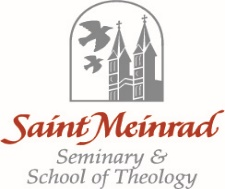 Saint Meinrad
Seminary &
School of Theology